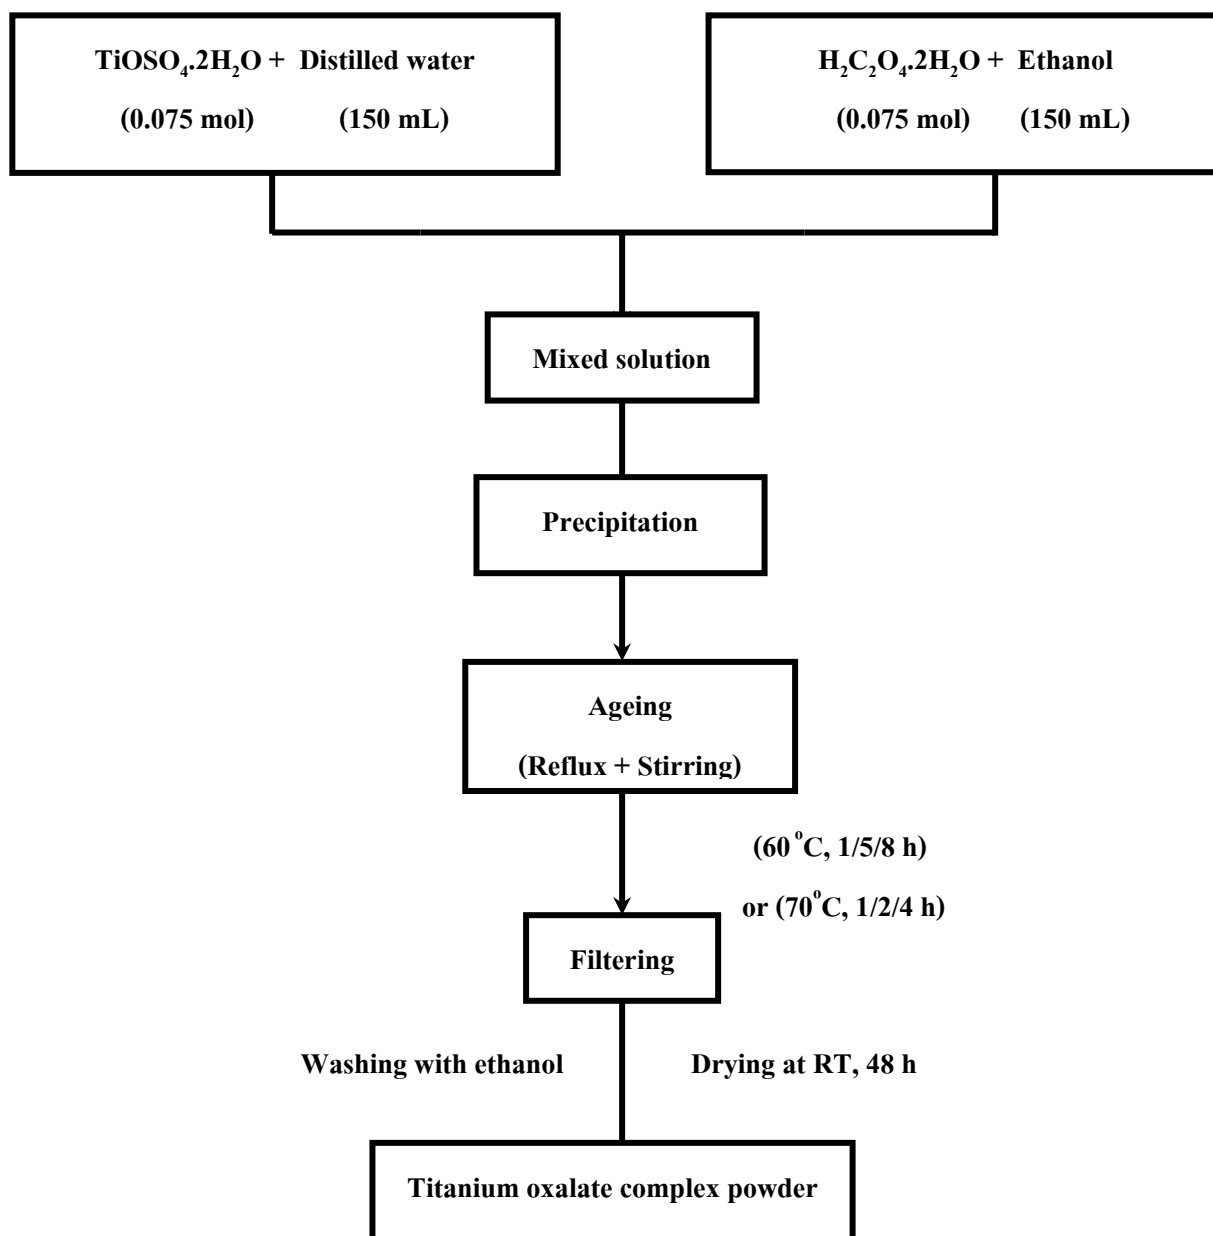 TiOSO₄.2H₂O + Distilled water
(0.075 mol) (150 mL)
H₂C₂O₄.2H₂O + Ethanol
(0.075 mol) (150 mL)
Mixed solution
Precipitation
Ageing
(Reflux + Stirring)
(60 °C, 1/5/8 h)
or (70°C, 1/2/4 h)
Filtering
Washing with ethanol
Drying at RT, 48 h
Titanium oxalate complex powder